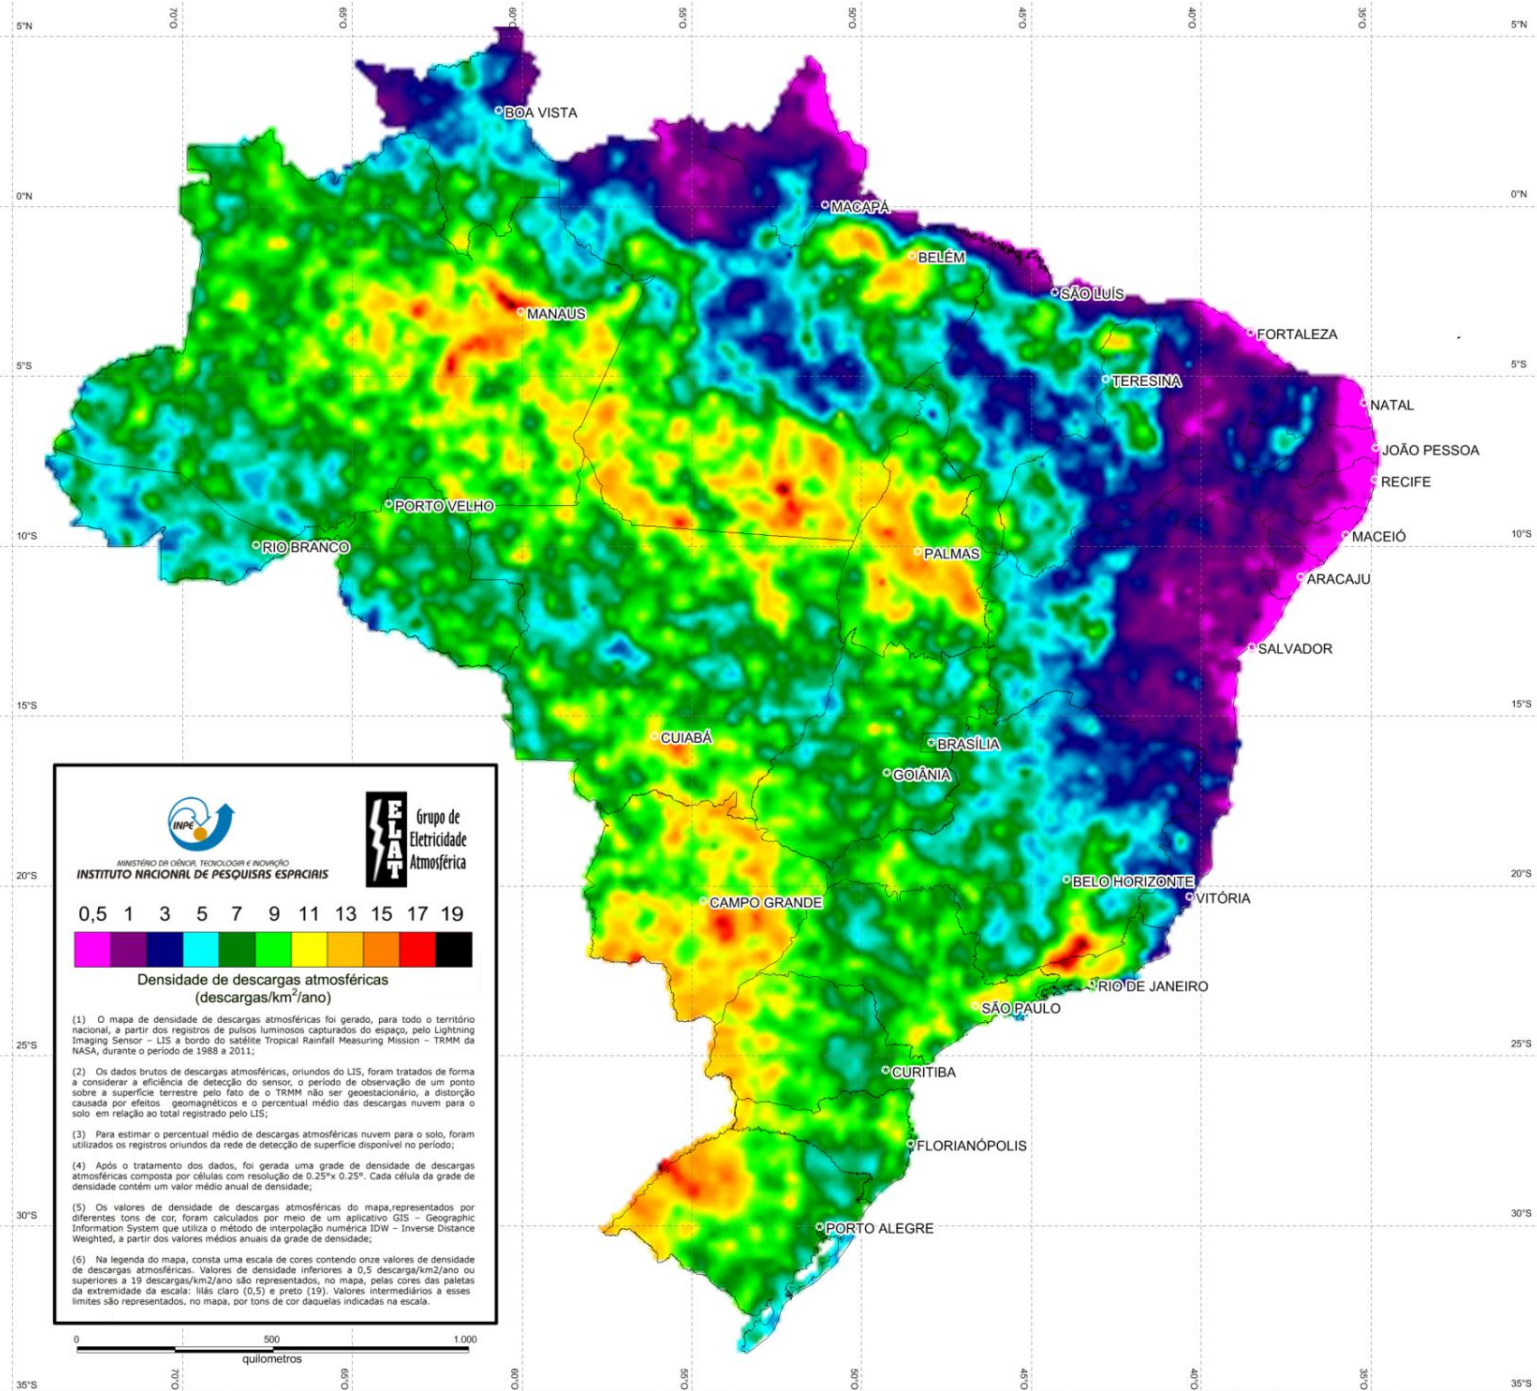 70°0'
65°0'
60°0'
55°0'
50°0'
45°0'
40°0'
35°0'
5°N
5°N
BOA VISTA
0°N
0°N
MACAPÁ
BELÉM
SÃO LUÍS
MANAUS
FORTALEZA
5°S
5°S
TERESINA
NATAL
JOÃO PESSOA
RECIFE
PORTO VELHO
MACEIÓ
10°S
10°S
RIO BRANCO
PALMAS
ARACAJU
SALVADOR
15°S
15°S
CUIABÁ
BRASÍLIA
GOIÂNIA
20°S
BELO HORIZONTE
VITÓRIA
CAMPO GRANDE
RIO DE JANEIRO
SÃO PAULO
25°S
CURITIBA
FLORIANÓPOLIS
30°S
PORTO ALEGRE
INPE
MINISTÉRIO DA CIÊNCIA, TECNOLOGIA E INOVAÇÃO
INSTITUTO NACIONAL DE PESQUISAS ESPACIAIS
ELAT
Grupo de
Eletricidade
Atmosférica
0,5 1 3 5 7 9 11 13 15 17 19
Densidade de descargas atmosféricas
(descargas/km²/ano)
(1) O mapa de densidade de descargas atmosféricas foi gerado, para todo o território
nacional, a partir dos registros de pulsos luminosos capturados do espaço, pelo Lightning
Imaging Sensor – LIS a bordo do satélite Tropical Rainfall Measuring Mission – TRMM da
NASA, durante o período de 1988 a 2011;
(2) Os dados brutos de descargas atmosféricas, oriundos do LIS, foram tratados de forma
a considerar a eficiência de detecção do sensor, o período de observação de um ponto
sobre a superfície terrestre pelo fato de o TRMM não ser geoestacionário, a distorção
causada por efeitos geomagnéticos e o percentual médio das descargas nuvem para o
solo em relação ao total registrado pelo LIS;
(3) Para estimar o percentual médio de descargas atmosféricas nuvem para o solo, foram
utilizados os registros oriundos da rede de detecção de superfície disponível no período;
(4) Após o tratamento dos dados, foi gerada uma grade de densidade de descargas
atmosféricas composta por células com resolução de 0.25°x 0.25°. Cada célula da grade de
densidade contém um valor médio anual de densidade;
(5) Os valores de densidade de descargas atmosféricas do mapa,representados por
diferentes tons de cor, foram calculados por meio de um aplicativo GIS – Geographic
Information System que utiliza o método de interpolação numérica IDW – Inverse Distance
Weighted, a partir dos valores médios anuais da grade de densidade;
(6) Na legenda do mapa, consta uma escala de cores contendo onze valores de densidade
de descargas atmosféricas. Valores de densidade inferiores a 0,5 descarga/km2/ano ou
superiores a 19 descargas/km2/ano são representados, no mapa, pelas cores das paletas
da extremidade da escala: lilás claro (0,5) e preto (19). Valores intermediários a esses
limites são representados, no mapa, por tons de cor daquelas indicadas na escala.
0 500 1.000
quilometros
35°S
35°S
70°0'
65°0'
60°0'
55°0'
50°0'
45°0'
40°0'
35°0'